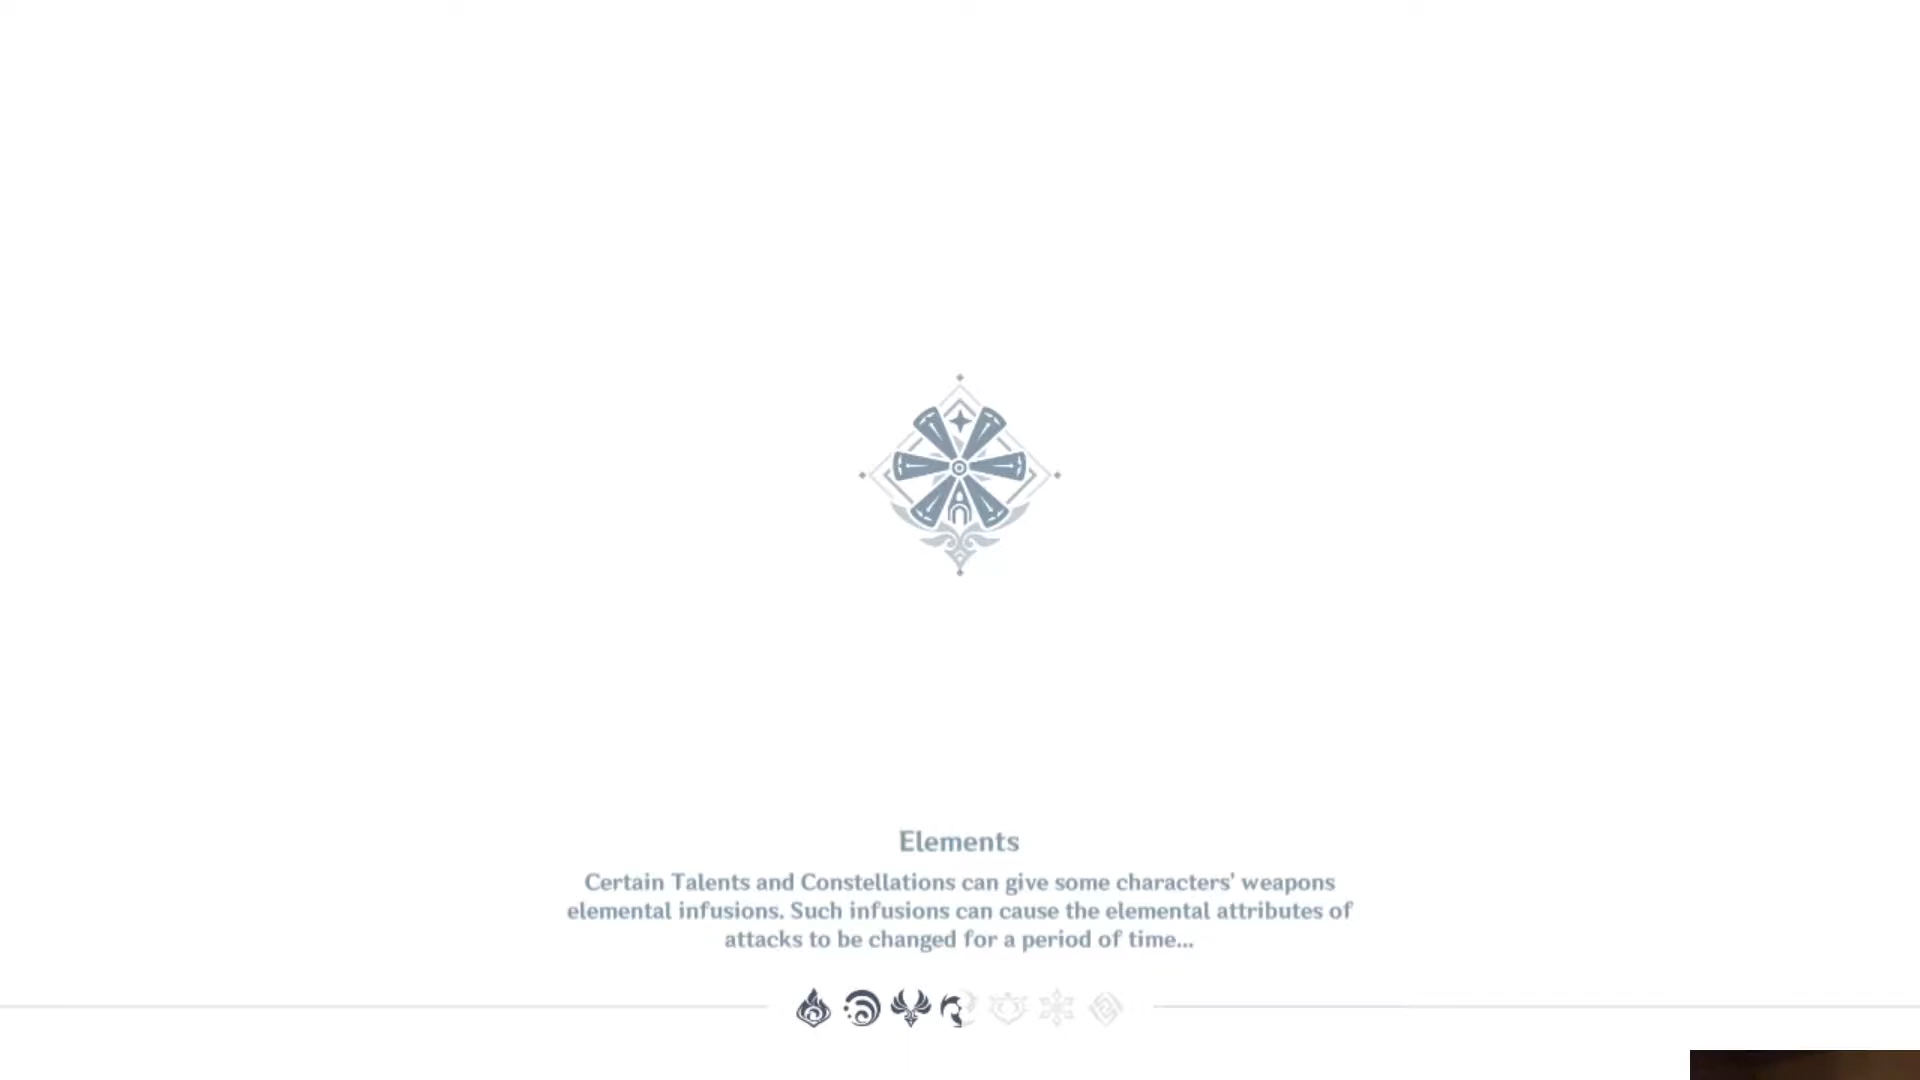 Elements
Certain Talents and Constellations can give some characters' weapons
elemental infusions. Such infusions can cause the elemental attributes of
attacks to be changed for a period of time...